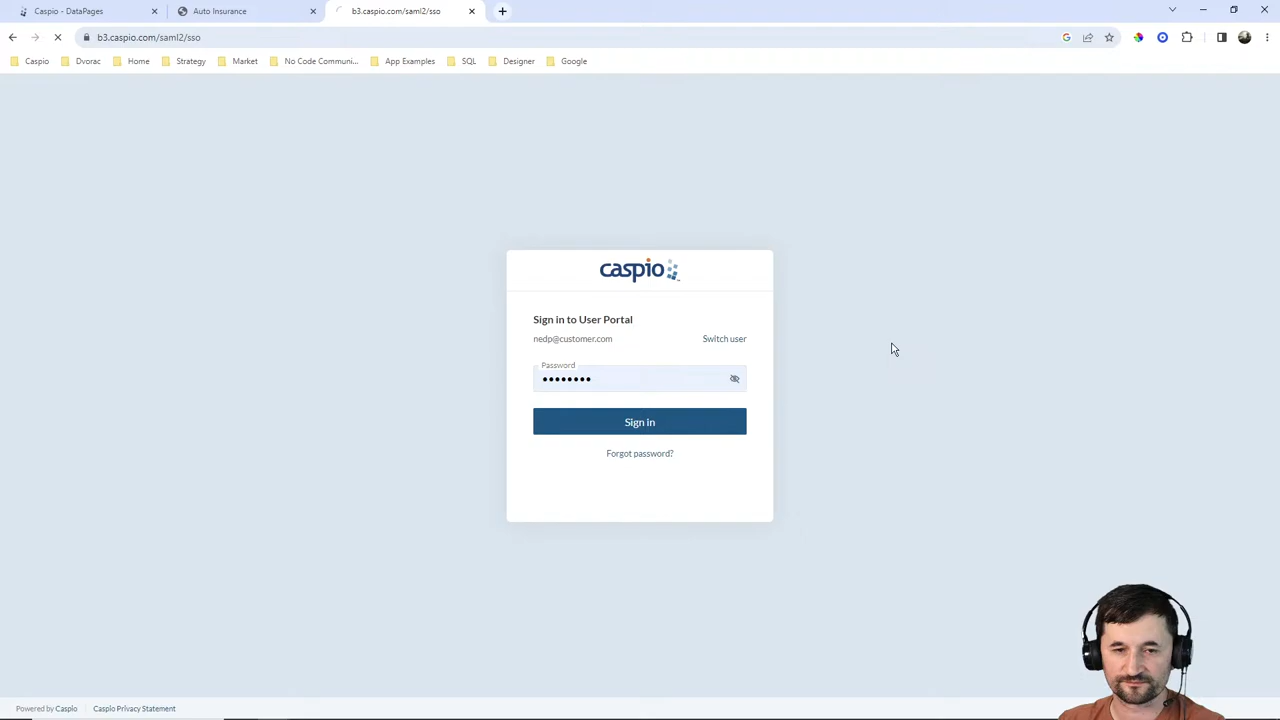 Caspio - DataPages
Auto Insurance
b3.caspio.com/saml2/sso
b3.caspio.com/saml2/sso
Caspio
Dvorac
Home
Strategy
Market
No Code Communi...
App Examples
SQL
Designer
Google
caspio
Sign in to User Portal
nedp@customer.com
Switch user
Password
Sign in
Forgot password?
Powered by Caspio
Caspio Privacy Statement